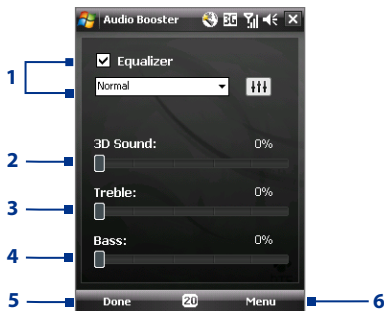 Audio Booster 3G
1
Equalizer
Normal
2
3D Sound: 0%
3
Treble: 0%
4
Bass: 0%
5
Done 20 Menu
6